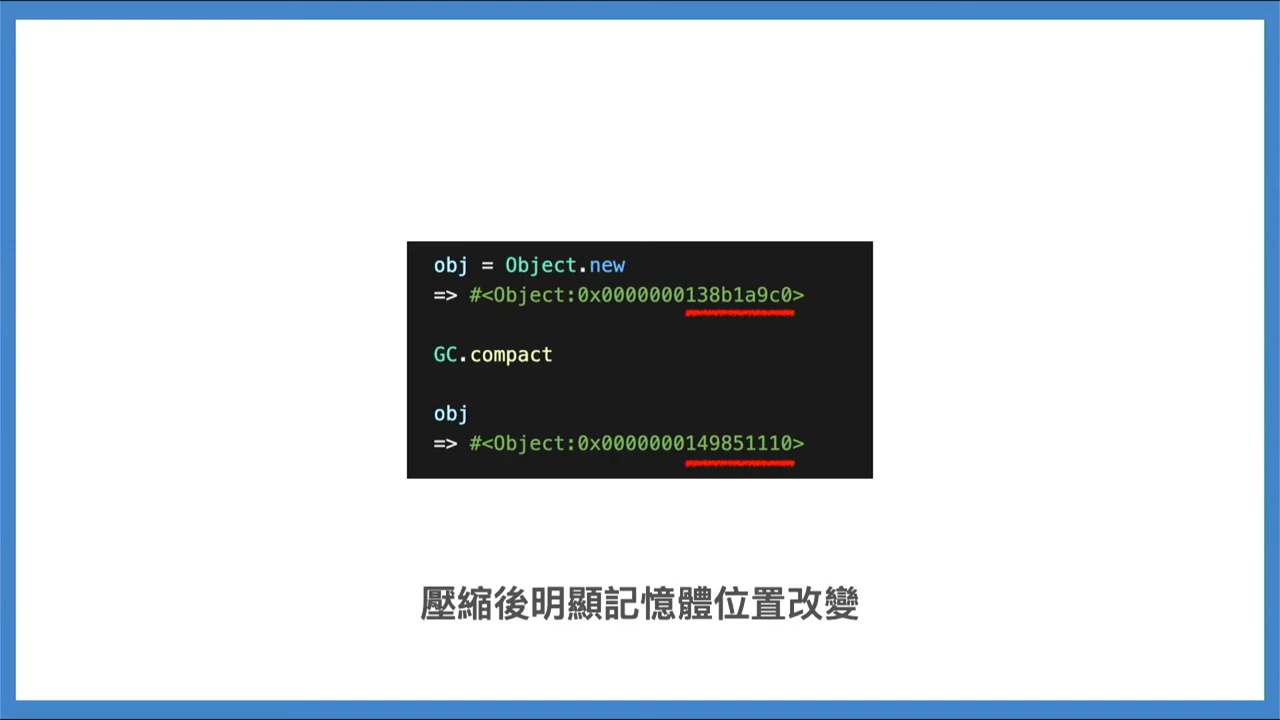 obj = Object.new
=> #<Object:0x0000000138b1a9c0>
GC.compact
obj
=> #<Object:0x0000000149851110>
壓縮後明顯記憶體位置改變